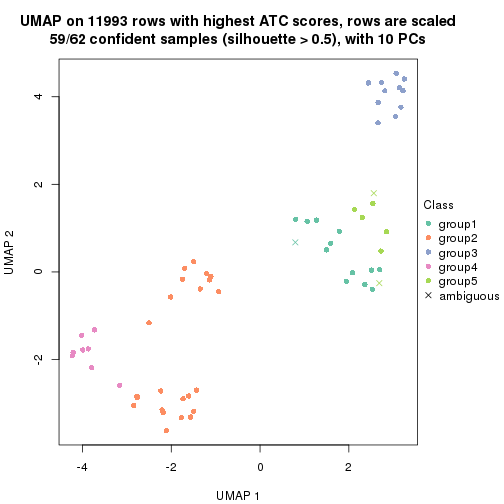 UMAP on 11993 rows with highest ATC scores, rows are scaled
59/62 confident samples (silhouette > 0.5), with 10 PCs
4
2
0
-2
UMAP 2
-4
-2
0
2
UMAP 1
Class
group1
group2
group3
group4
group5
ambiguous